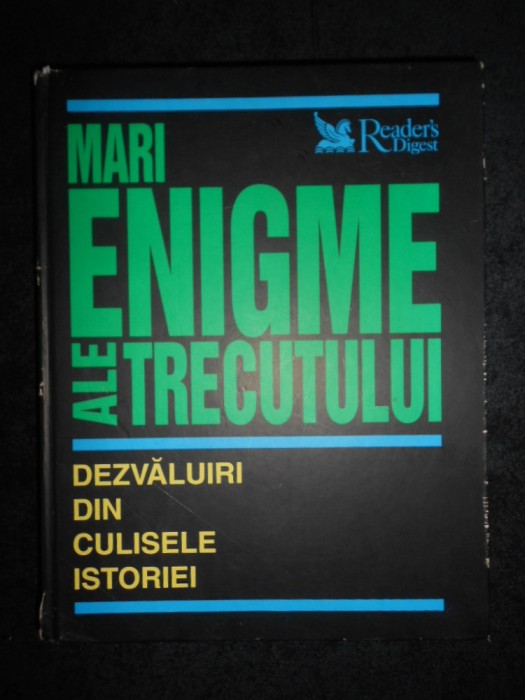 Reader's
Digest
MARI
ENIGME
ALE TRECUTULUI
DEZVĂLUIRI
DIN
CULISELE
ISTORIEI